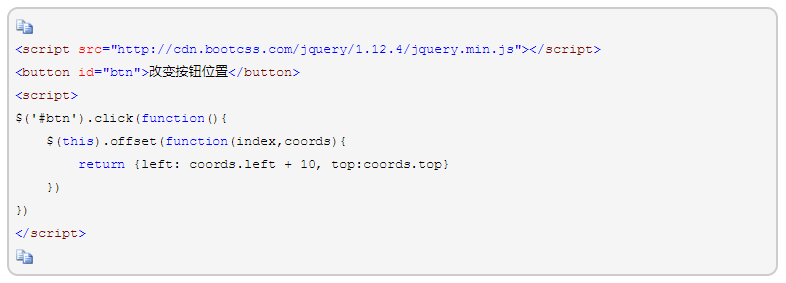 <script src="http://cdn.bootcss.com/jquery/1.12.4/jquery.min.js"></script>
<button id="btn">改变按钮位置</button>
<script>
$('#btn').click(function(){
    $(this).offset(function(index,coords){
        return {left: coords.left + 10, top:coords.top}
    })
})
</script>